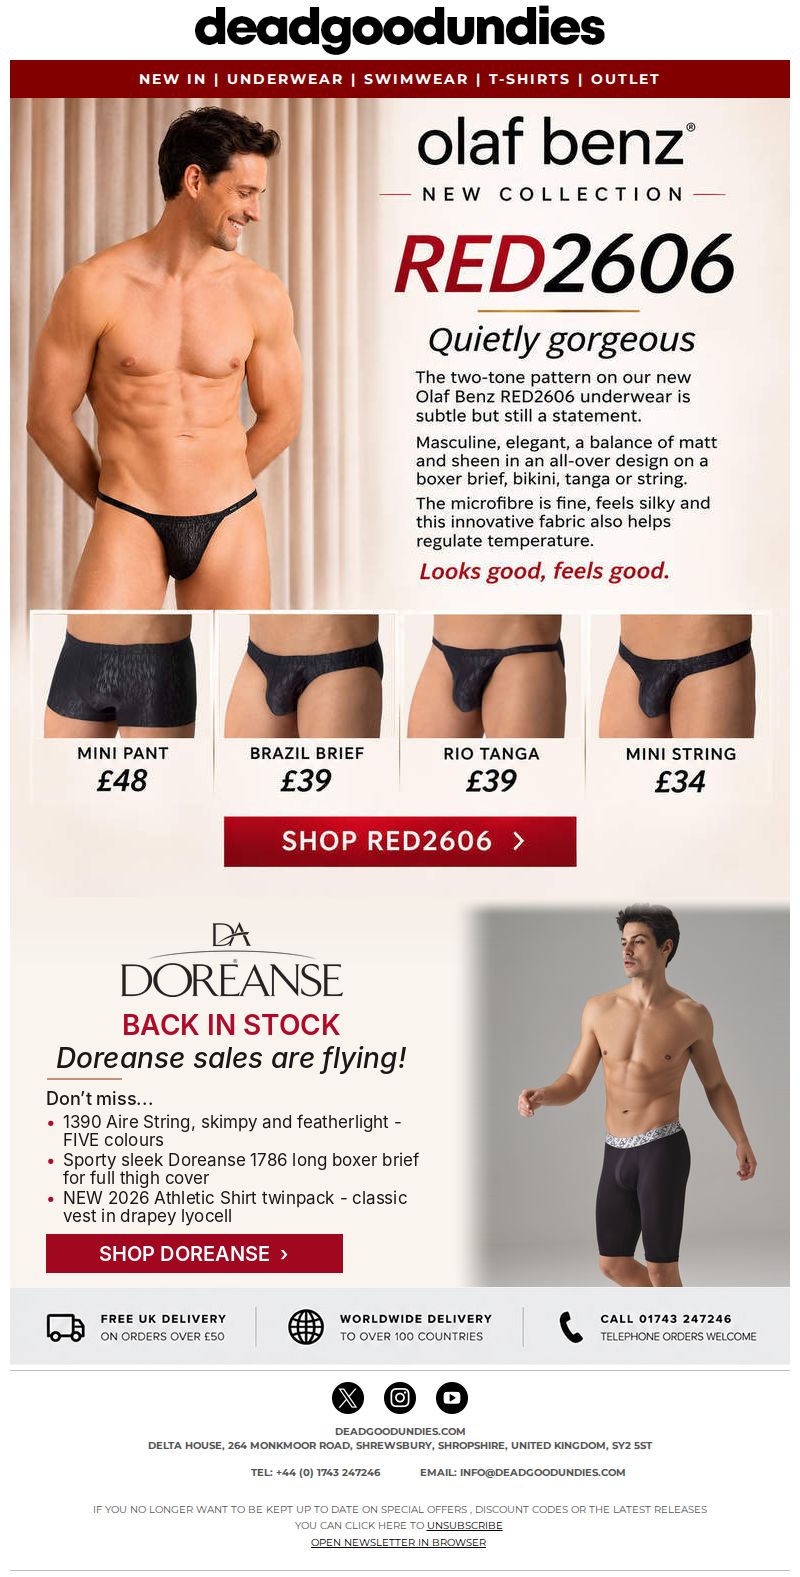 deadgoodundies
NEW IN | UNDERWEAR | SWIMWEAR | T-SHIRTS | OUTLET
olaf benz®
NEW COLLECTION
RED2606
Quietly gorgeous
The two-tone pattern on our new
Olaf Benz RED2606 underwear is
subtle but still a statement.
Masculine, elegant, a balance of matt
and sheen in an all-over design on a
boxer brief, bikini, tanga or string.
The microfibre is fine, feels silky and
this innovative fabric also helps
regulate temperature.
Looks good, feels good.
MINI PANT
£48
BRAZIL BRIEF
£39
RIO TANGA
£39
MINI STRING
£34
SHOP RED2606 >
DA
DOREANSE®
BACK IN STOCK
Doreanse sales are flying!
Don't miss...
• 1390 Aire String, skimpy and featherlight -
FIVE colours
• Sporty sleek Doreanse 1786 long boxer brief
for full thigh cover
• NEW 2026 Athletic Shirt twinpack - classic
vest in drapey lyocell
SHOP DOREANSE ›
FREE UK DELIVERY
ON ORDERS OVER £50
WORLDWIDE DELIVERY
TO OVER 100 COUNTRIES
CALL 01743 247246
TELEPHONE ORDERS WELCOME
DEADGOODUNDIES.COM
DELTA HOUSE, 264 MONKMOOR ROAD, SHREWSBURY, SHROPSHIRE, UNITED KINGDOM, SY2 5ST
TEL: +44 (0) 1743 247246 EMAIL: INFO@DEADGOODUNDIES.COM
IF YOU NO LONGER WANT TO BE KEPT UP TO DATE ON SPECIAL OFFERS , DISCOUNT CODES OR THE LATEST RELEASES
YOU CAN CLICK HERE TO UNSUBSCRIBE
OPEN NEWSLETTER IN BROWSER